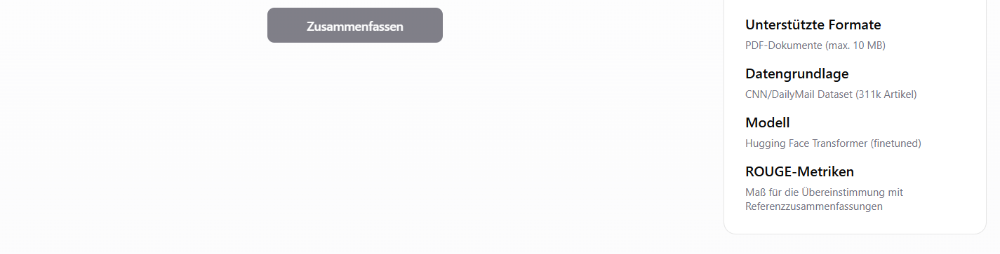 Zusammenfassen
Unterstützte Formate
PDF-Dokumente (max. 10 MB)
Datengrundlage
CNN/DailyMail Dataset (311k Artikel)
Modell
Hugging Face Transformer (finetuned)
ROUGE-Metriken
Maß für die Übereinstimmung mit
Referenzzusammenfassungen